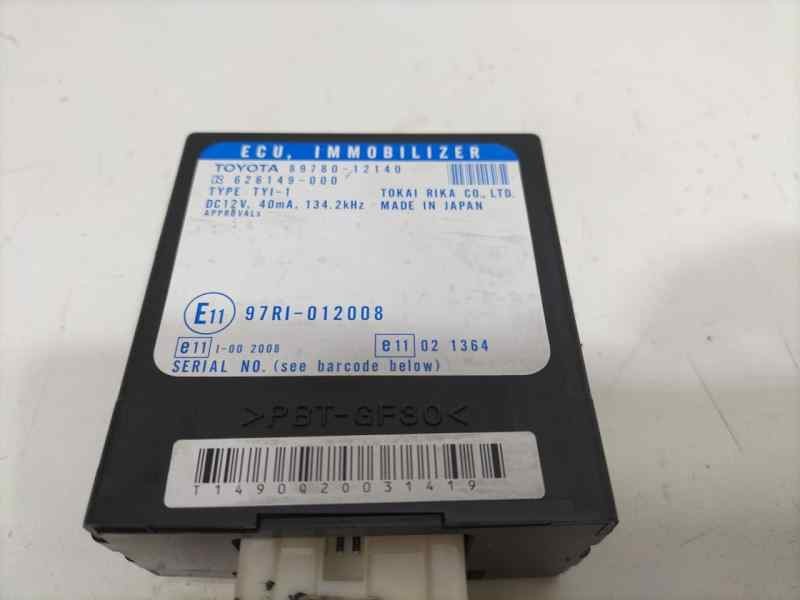 ECU, IMMOBILIZER
TOYOTA 89780-12140
626149-000
TYPE TYI-1 TOKAI RIKA CO., LTD.
DC12V, 40mA, 134.2kHz MADE IN JAPAN
APPROVALs
E11 97RI-012008
e11 1-00 2008 e11 02 1364
SERIAL NO. (see barcode below)
>PBT-GF30<
T1490Q20031419